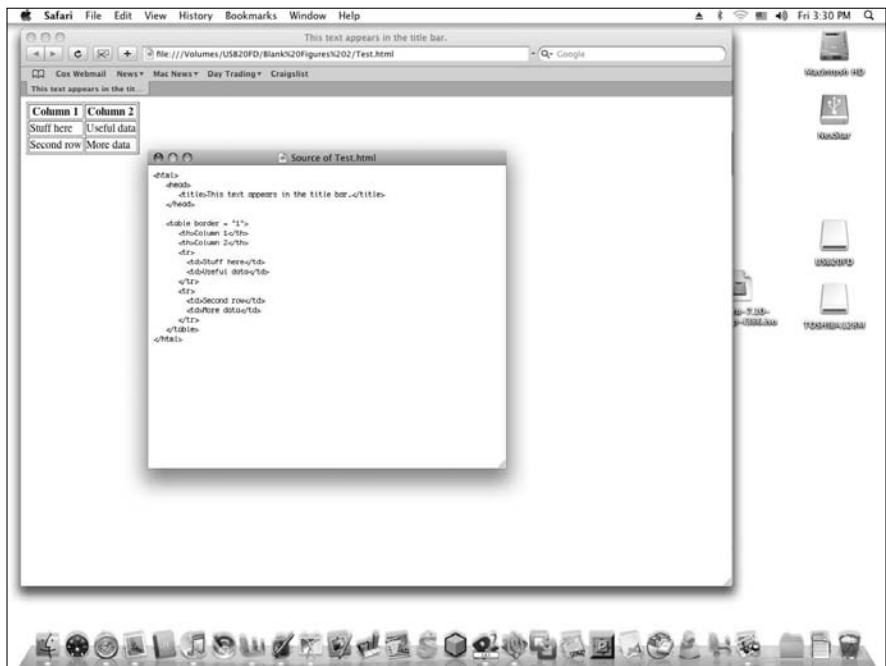 Safari File Edit View History Bookmarks Window Help Fri 3:30 PM
This text appears in the title bar.
file:///Volumes/USB20FD/Blank%20Figures%202/Test.html Google
Cox Webmail News Mac News Day Trading Craigslist
This text appears in the tit...
Column 1 Column 2
Stuff here Useful data
Second row More data
Source of Test.html
<html>
<head>
<title>This text appears in the title bar.</title>
</head>
<table border = "1">
<th>Column 1</th>
<th>Column 2</th>
<tr>
<td>Stuff here</td>
<td>Useful data</td>
</tr>
<tr>
<td>Second row</td>
<td>More data</td>
</tr>
</table>
</html>
Macintosh HD
NexStar
USB20FD
TOSHIBA128M